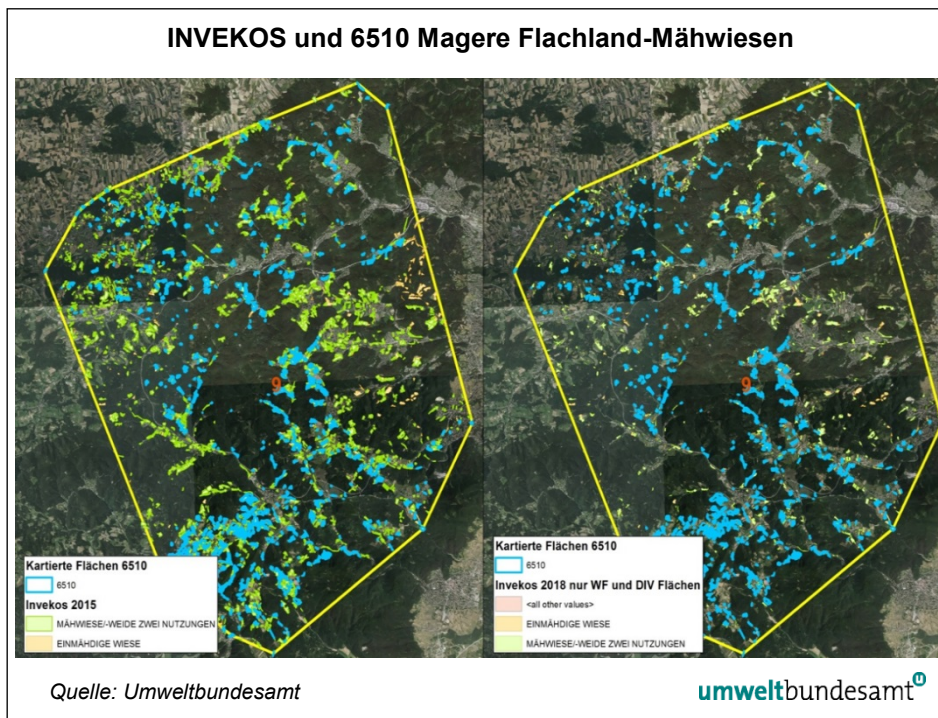 INVEKOS und 6510 Magere Flachland-Mähwiesen
9
Kartierte Flächen 6510
6510
Invekos 2015
MÄHWIESE/-WEIDE ZWEI NUTZUNGEN
EINMÄHDIGE WIESE
9
Kartierte Flächen 6510
6510
Invekos 2018 nur WF und DIV Flächen
<all other values>
EINMÄHDIGE WIESE
MÄHWIESE/-WEIDE ZWEI NUTZUNGEN
Quelle: Umweltbundesamt
umweltbundesamt
u